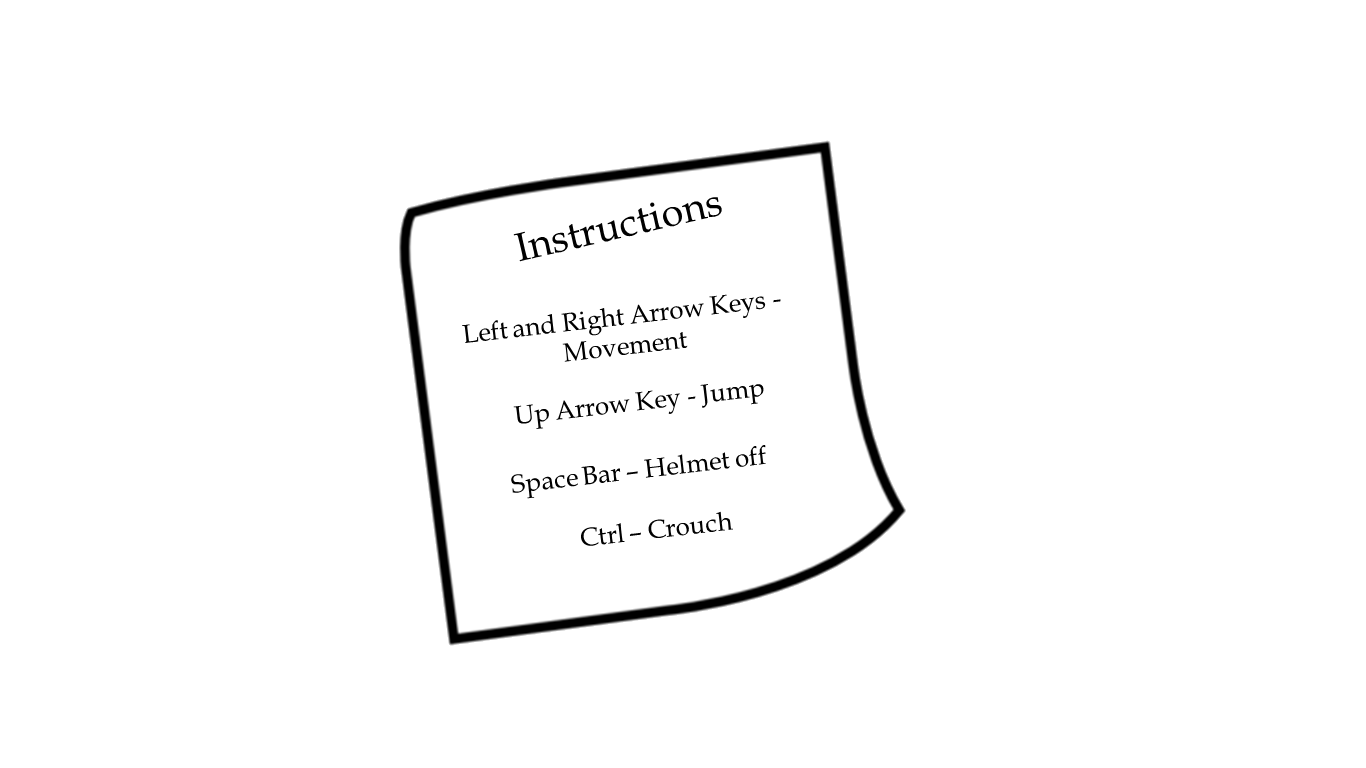 Instructions
Left and Right Arrow Keys -
Movement
Up Arrow Key - Jump
Space Bar – Helmet off
Ctrl – Crouch